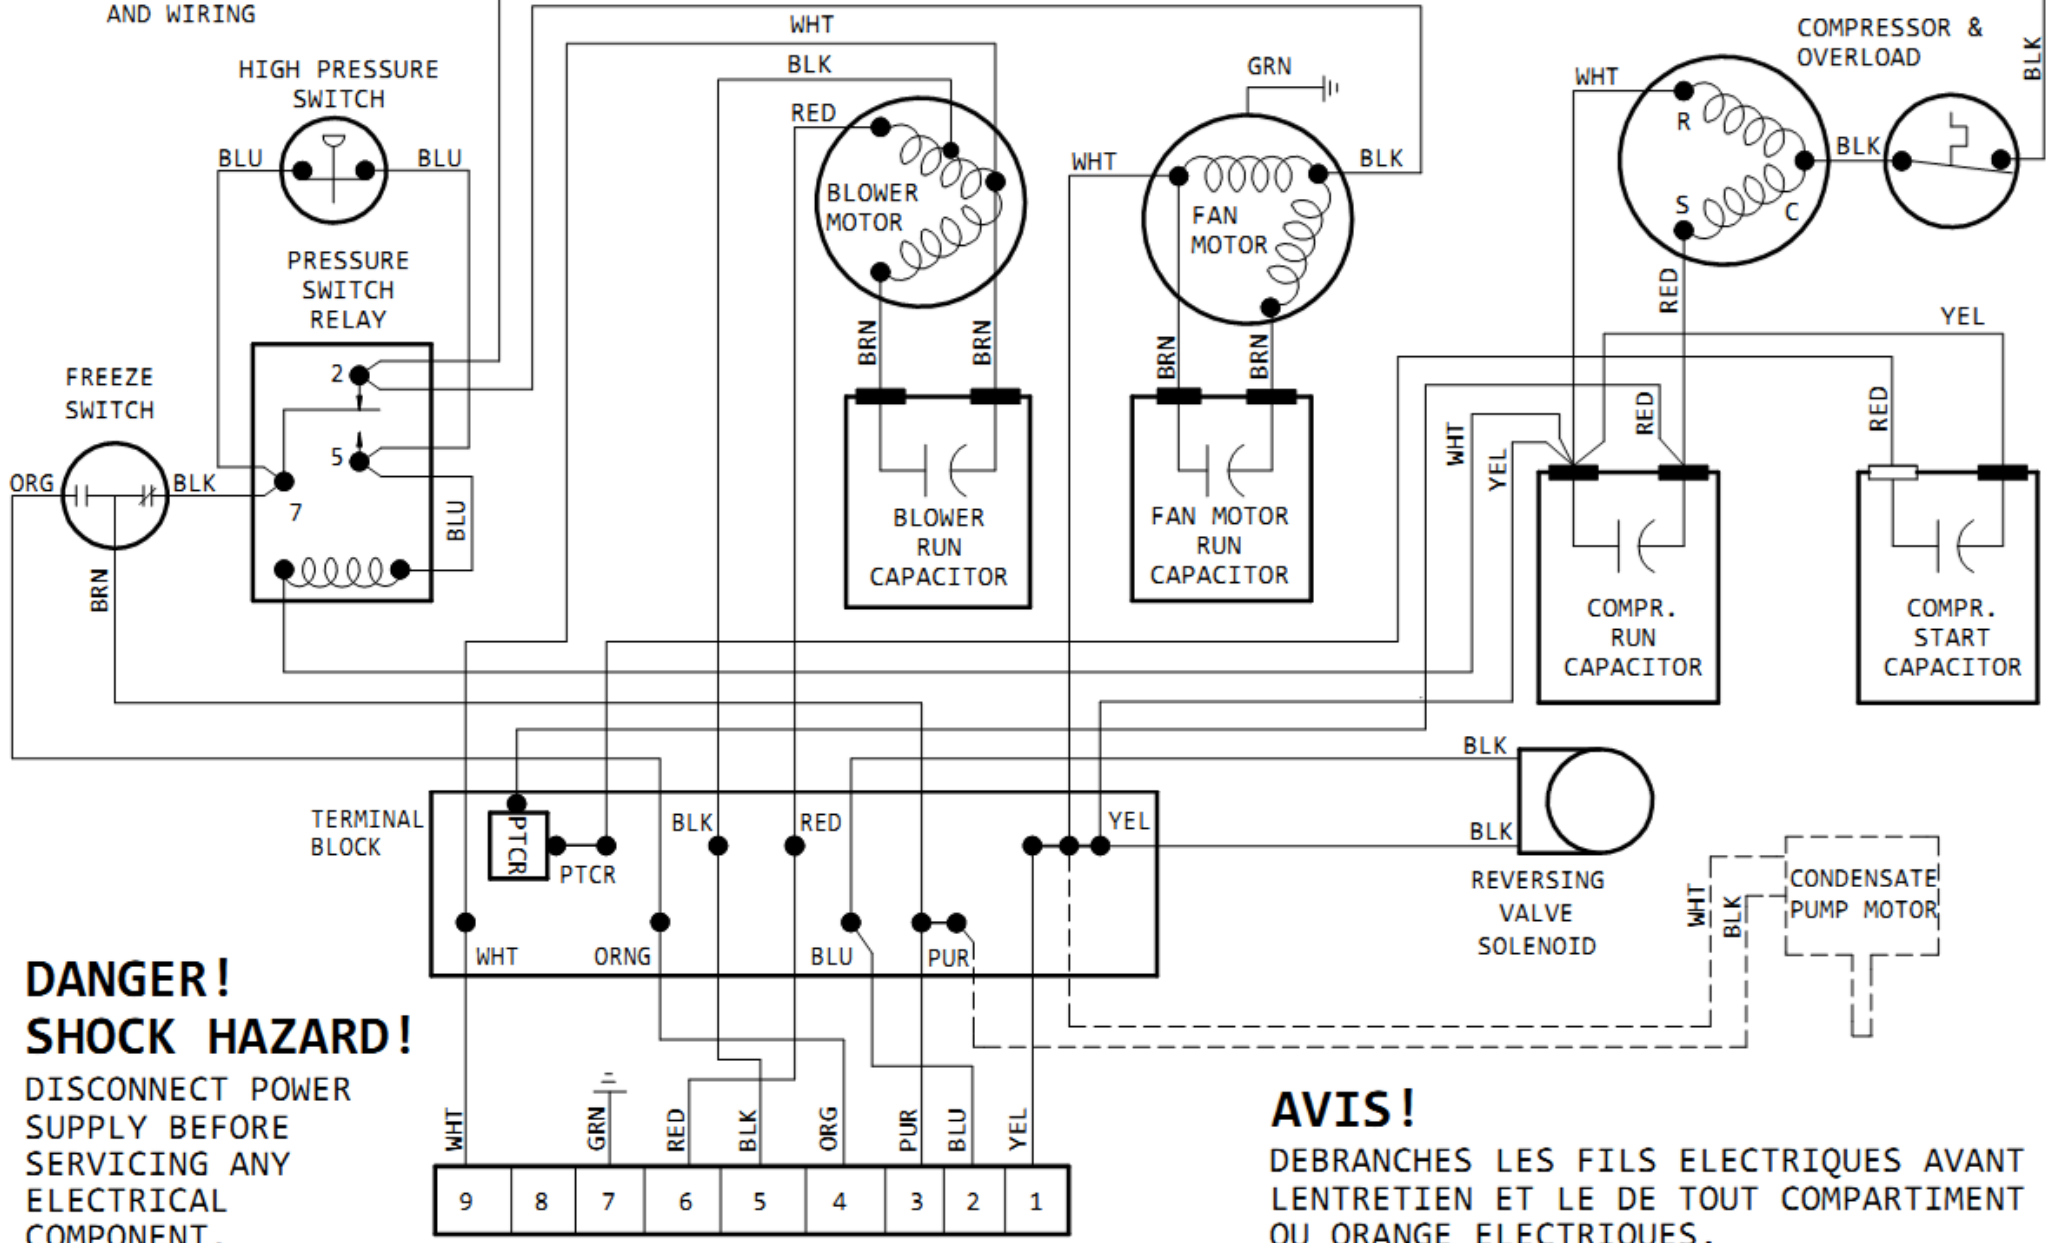 AND WIRING
HIGH PRESSURE
SWITCH
BLU
BLU
PRESSURE
SWITCH
RELAY
2
5
7
BLU
FREEZE
SWITCH
ORG
BLK
BRN
WHT
BLK
RED
BLOWER
MOTOR
BRN
BRN
BLOWER
RUN
CAPACITOR
GRN
WHT
BLK
FAN
MOTOR
BRN
BRN
FAN MOTOR
RUN
CAPACITOR
COMPRESSOR &
OVERLOAD
BLK
WHT
R
S
C
BLK
RED
YEL
WHT
YEL
RED
RED
COMPR.
RUN
CAPACITOR
COMPR.
START
CAPACITOR
TERMINAL
BLOCK
PTCR
PTCR
BLK
RED
YEL
WHT
ORNG
BLU
PUR
BLK
BLK
REVERSING
VALVE
SOLENOID
WHT
BLK
CONDENSATE
PUMP MOTOR
WHT
GRN
RED
BLK
ORG
PUR
BLU
YEL
9 8 7 6 5 4 3 2 1
DANGER!
SHOCK HAZARD!
DISCONNECT POWER
SUPPLY BEFORE
SERVICING ANY
ELECTRICAL
COMPONENT.
AVIS!
DEBRANCHES LES FILS ELECTRIQUES AVANT
LENTRETIEN ET LE DE TOUT COMPARTIMENT
OU ORANGE ELECTRIQUES.